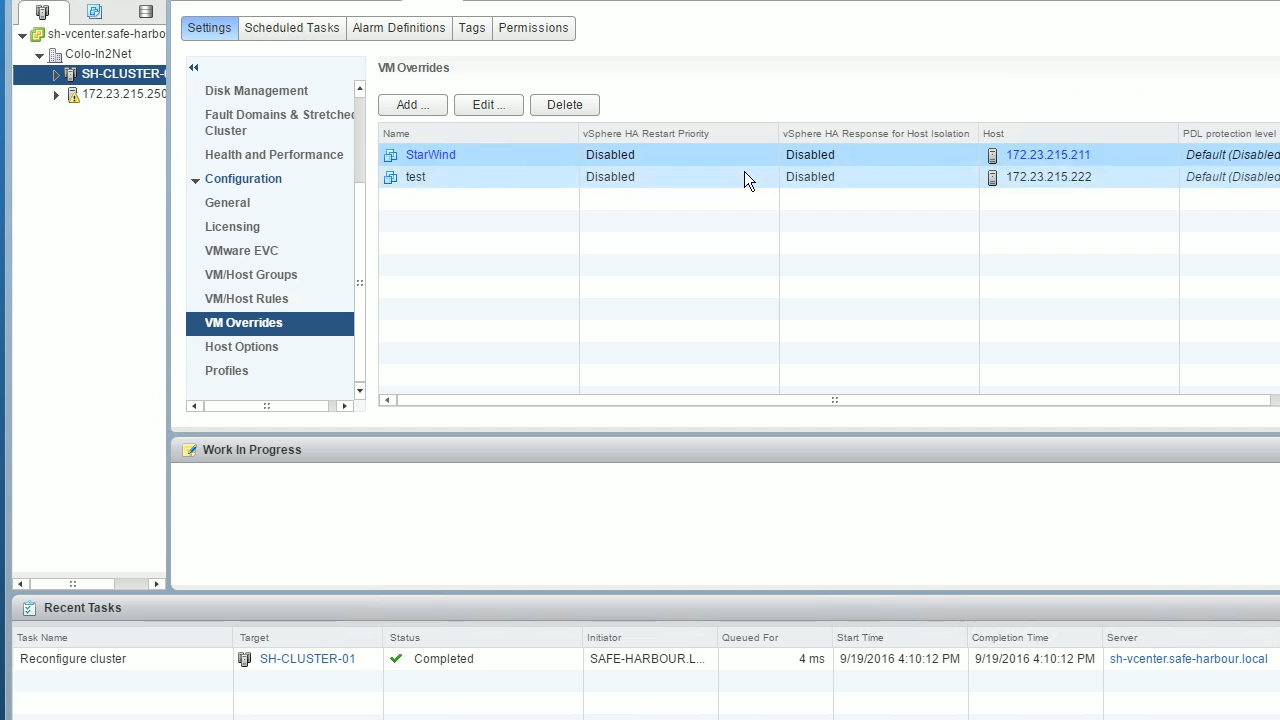 sh-vcenter.safe-harbo
Colo-In2Net
SH-CLUSTER-
172.23.215.250
Settings Scheduled Tasks Alarm Definitions Tags Permissions
Disk Management
Fault Domains & Stretched
Cluster
Health and Performance
Configuration
General
Licensing
VMware EVC
VM/Host Groups
VM/Host Rules
VM Overrides
Host Options
Profiles
VM Overrides
Add ... Edit ... Delete
Name vSphere HA Restart Priority vSphere HA Response for Host Isolation Host PDL protection level
StarWind Disabled Disabled 172.23.215.211 Default (Disabled
test Disabled Disabled 172.23.215.222 Default (Disabled
Work In Progress
Recent Tasks
Task Name Target Status Initiator Queued For Start Time Completion Time Server
Reconfigure cluster SH-CLUSTER-01 Completed SAFE-HARBOUR.L... 4 ms 9/19/2016 4:10:12 PM 9/19/2016 4:10:12 PM sh-vcenter.safe-harbour.local